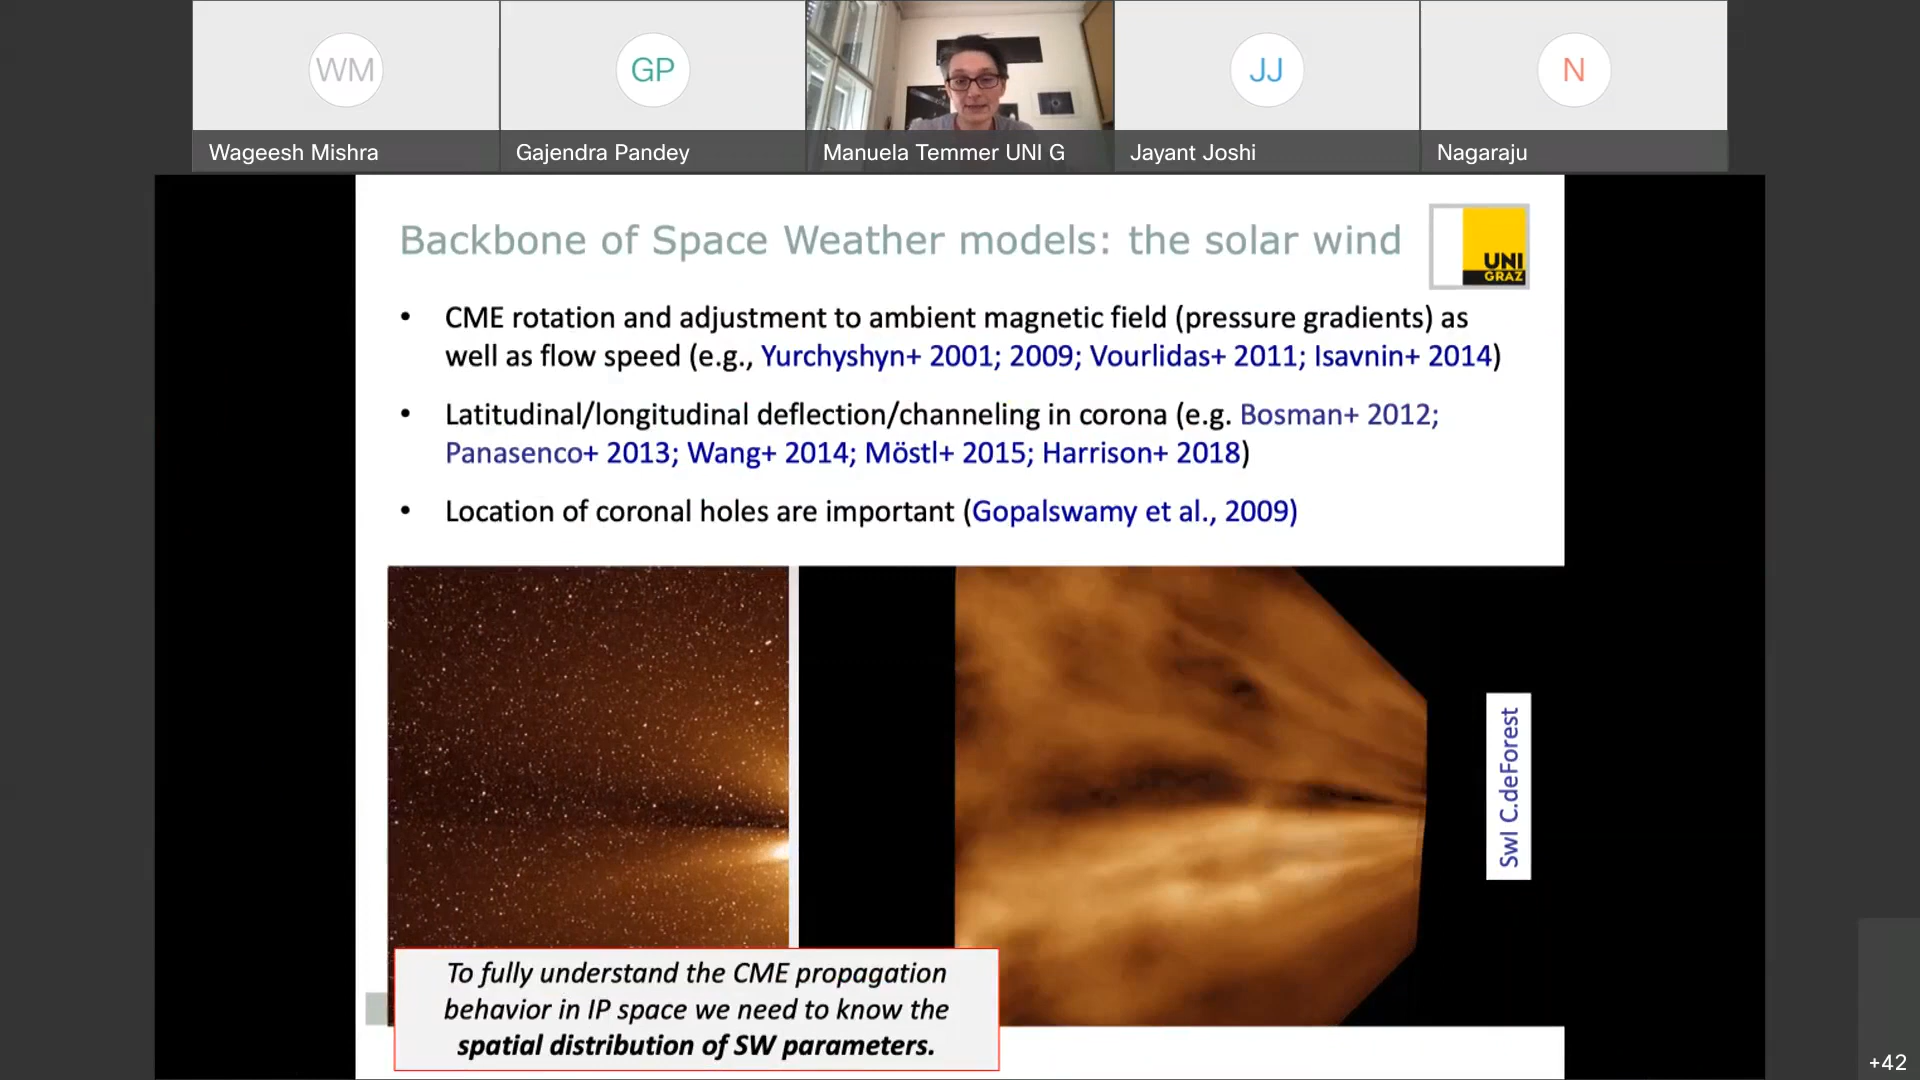 WM
GP
JJ
N
Wageesh Mishra
Gajendra Pandey
Manuela Temmer UNI G
Jayant Joshi
Nagaraju
Backbone of Space Weather models: the solar wind
UNI
GRAZ
• CME rotation and adjustment to ambient magnetic field (pressure gradients) as
well as flow speed (e.g., Yurchyshyn+ 2001; 2009; Vourlidas+ 2011; Isavnin+ 2014)
• Latitudinal/longitudinal deflection/channeling in corona (e.g. Bosman+ 2012;
Panasenco+ 2013; Wang+ 2014; Möstl+ 2015; Harrison+ 2018)
• Location of coronal holes are important (Gopalswamy et al., 2009)
SwI C.deForest
To fully understand the CME propagation
behavior in IP space we need to know the
spatial distribution of SW parameters.
+42